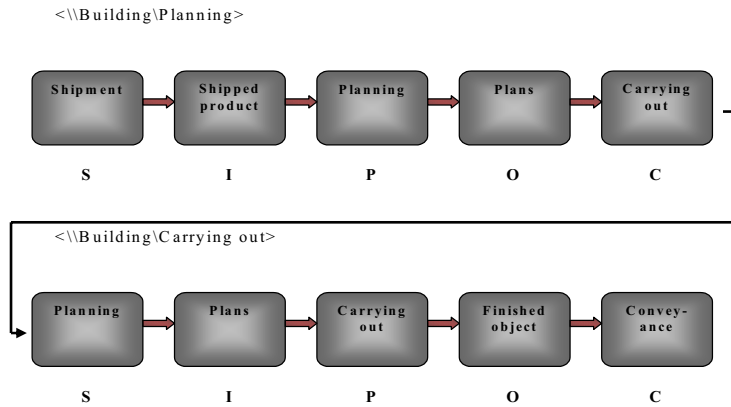 <\\Building\Planning>
Shipment
Shipped
product
Planning
Plans
Carrying
out
S I P O C
<\\Building\Carrying out>
Planning
Plans
Carrying
out
Finished
object
Convey-
ance
S I P O C